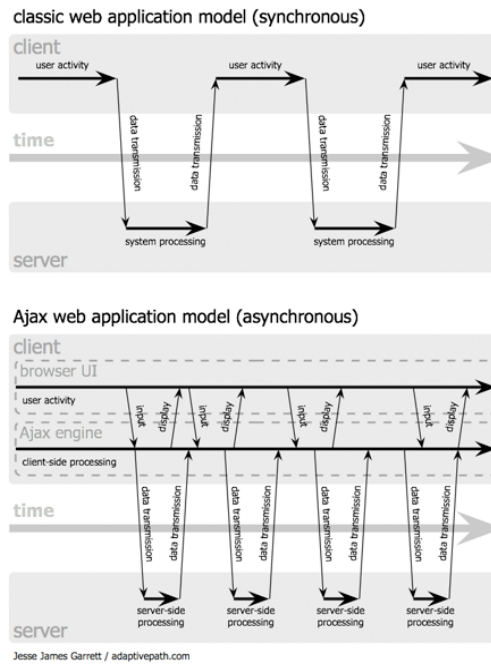 classic web application model (synchronous)
client
user activity
user activity
user activity
data transmission
data transmission
data transmission
data transmission
time
system processing
system processing
server
Ajax web application model (asynchronous)
client
browser UI
user activity
input
display
input
display
input
display
input
display
Ajax engine
client-side processing
data transmission
data transmission
data transmission
data transmission
data transmission
data transmission
data transmission
data transmission
time
server-side
processing
server-side
processing
server-side
processing
server-side
processing
server
Jesse James Garrett / adaptivepath.com